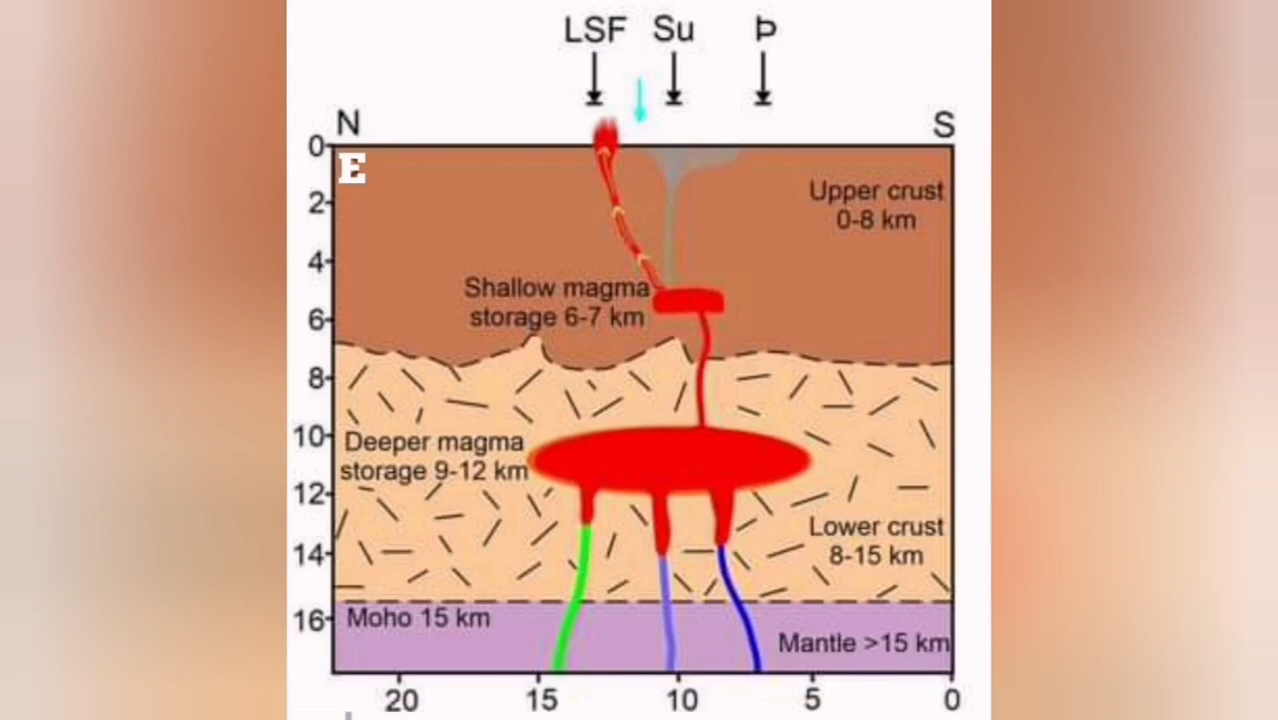 LSF Su Þ
N S
E
0
2
4
6
8
10
12
14
16
Upper crust
0-8 km
Shallow magma
storage 6-7 km
Deeper magma
storage 9-12 km
Lower crust
8-15 km
Moho 15 km
Mantle >15 km
20 15 10 5 0